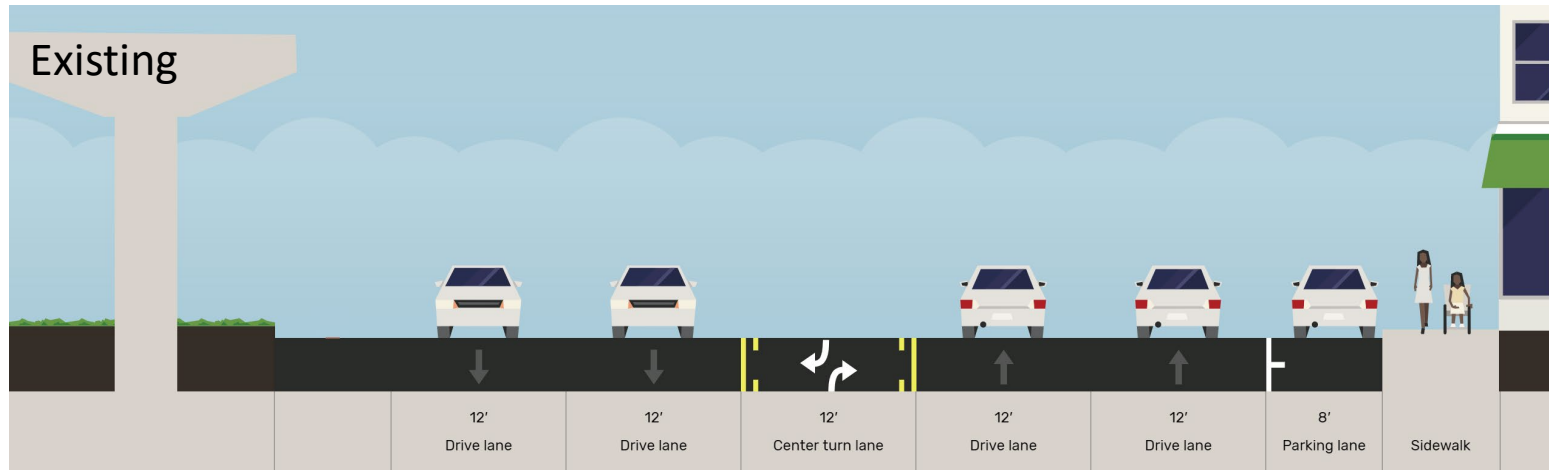 Existing
12'
12'
12'
12'
12'
8'
Drive lane
Drive lane
Center turn lane
Drive lane
Drive lane
Parking lane
Sidewalk